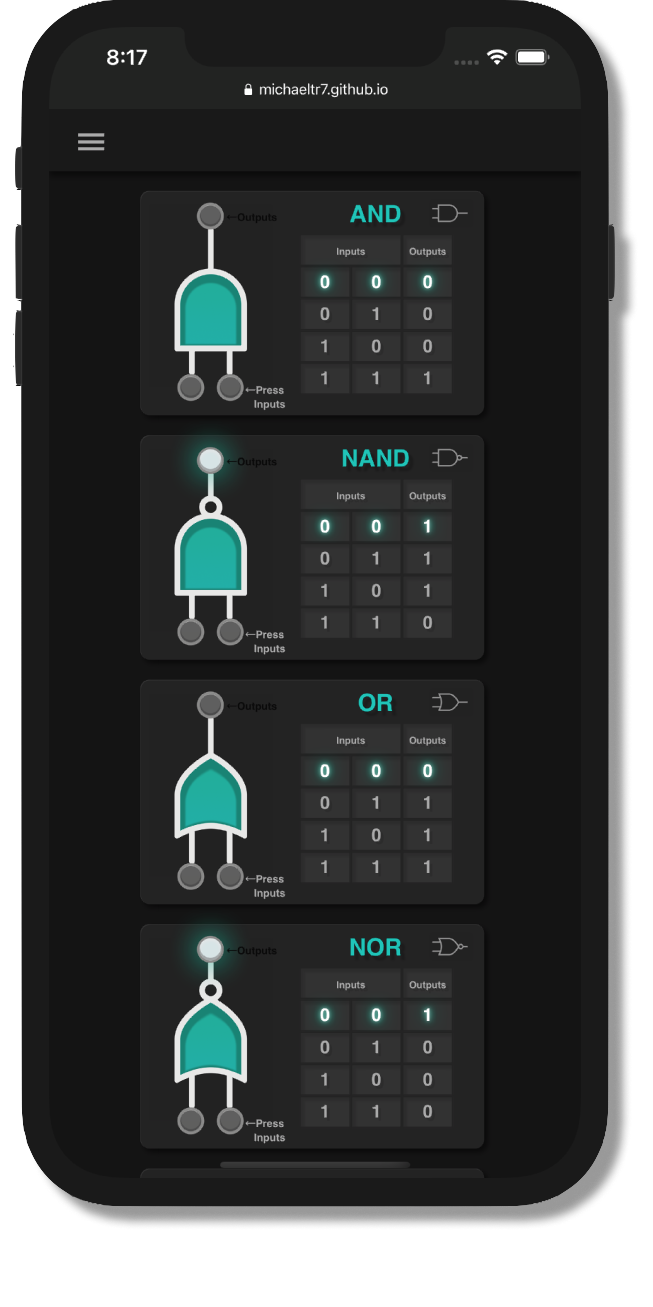 8:17
michaeltr7.github.io
←Outputs
AND
Inputs Outputs
0 0 0
0 1 0
1 0 0
1 1 1
←Press
Inputs
←Outputs
NAND
Inputs Outputs
0 0 1
0 1 1
1 0 1
1 1 0
←Press
Inputs
←Outputs
OR
Inputs Outputs
0 0 0
0 1 1
1 0 1
1 1 1
←Press
Inputs
←Outputs
NOR
Inputs Outputs
0 0 1
0 1 0
1 0 0
1 1 0
←Press
Inputs